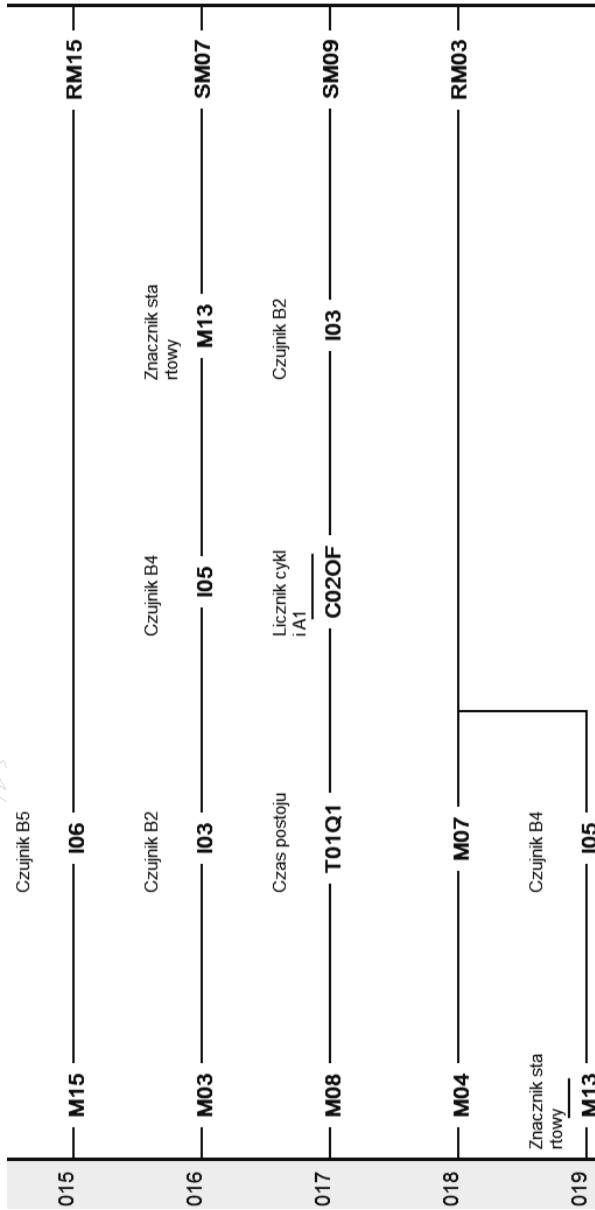 015
Czujnik B5
M15 I06 RM15
016
Czujnik B2 Czujnik B4 Znacznik sta
rtowy
M03 I03 I05 M13 SM07
017
Czas postoju Licznik cykl Czujnik B2
i A1
M08 T01Q1 C02OF I03 SM09
018
M04 M07 RM03
019
Znacznik sta Czujnik B4
rtowy
M13 I05